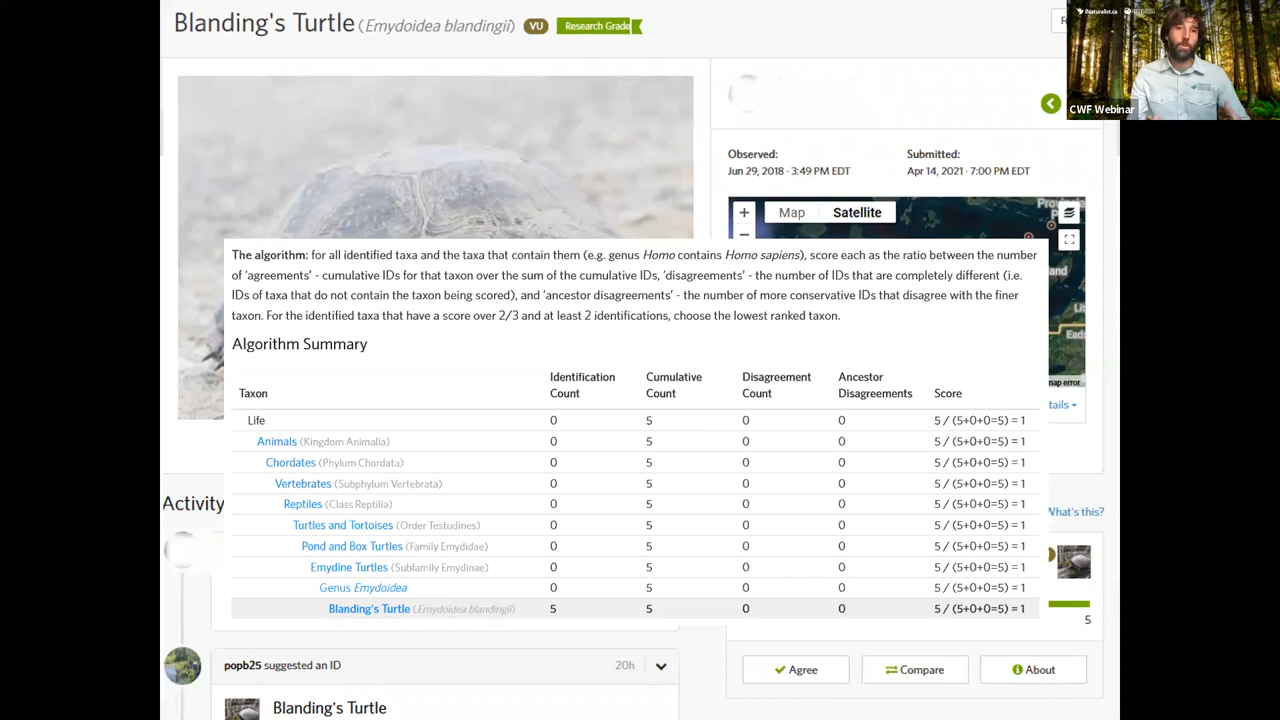 Blanding's Turtle (Emydoidea blandingii) VU Research Grade
iNaturalist.ca
CWF Webinar
Observed: Submitted:
Jun 29, 2018 · 3:49 PM EDT Apr 14, 2021 · 7:00 PM EDT
+ Map Satellite
−
The algorithm: for all identified taxa and the taxa that contain them (e.g. genus Homo contains Homo sapiens), score each as the ratio between the number
of 'agreements' - cumulative IDs for that taxon over the sum of the cumulative IDs, 'disagreements' - the number of IDs that are completely different (i.e.
IDs of taxa that do not contain the taxon being scored), and 'ancestor disagreements' - the number of more conservative IDs that disagree with the finer
taxon. For the identified taxa that have a score over 2/3 and at least 2 identifications, choose the lowest ranked taxon.
map error
tails
Algorithm Summary
Identification Cumulative Disagreement Ancestor
Taxon Count Count Count Disagreements Score
Life 0 5 0 0 5 / (5+0+0=5) = 1
Animals (Kingdom Animalia) 0 5 0 0 5 / (5+0+0=5) = 1
Chordates (Phylum Chordata) 0 5 0 0 5 / (5+0+0=5) = 1
Vertebrates (Subphylum Vertebrata) 0 5 0 0 5 / (5+0+0=5) = 1
Reptiles (Class Reptilia) 0 5 0 0 5 / (5+0+0=5) = 1
Turtles and Tortoises (Order Testudines) 0 5 0 0 5 / (5+0+0=5) = 1
Pond and Box Turtles (Family Emydidae) 0 5 0 0 5 / (5+0+0=5) = 1
Emydine Turtles (Subfamily Emydinae) 0 5 0 0 5 / (5+0+0=5) = 1
Genus Emydoidea 0 5 0 0 5 / (5+0+0=5) = 1
Blanding's Turtle (Emydoidea blandingii) 5 5 0 0 5 / (5+0+0=5) = 1
Activity
What's this?
5
popb25 suggested an ID 20h
Agree Compare About
Blanding's Turtle